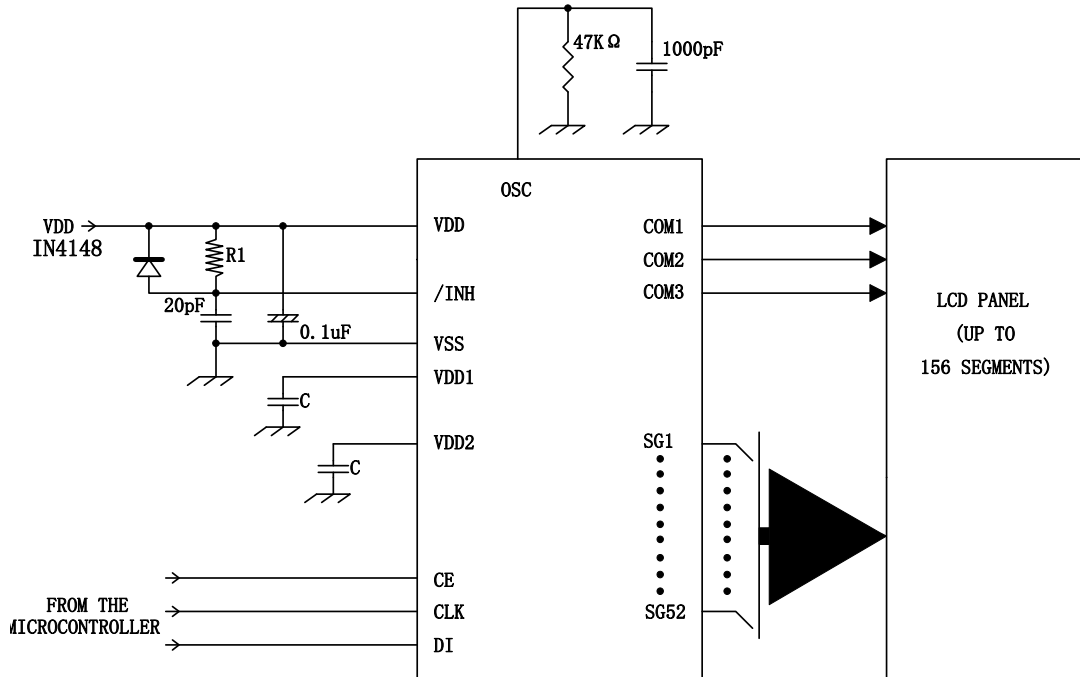 47KΩ
1000pF
OSC
VDD
IN4148
VDD
COM1
R1
COM2
/INH
COM3
20pF
0.1uF
VSS
LCD PANEL
(UP TO
156 SEGMENTS)
VDD1
C
VDD2
C
SG1
CE
FROM THE
MICROCONTROLLER
CLK
SG52
DI